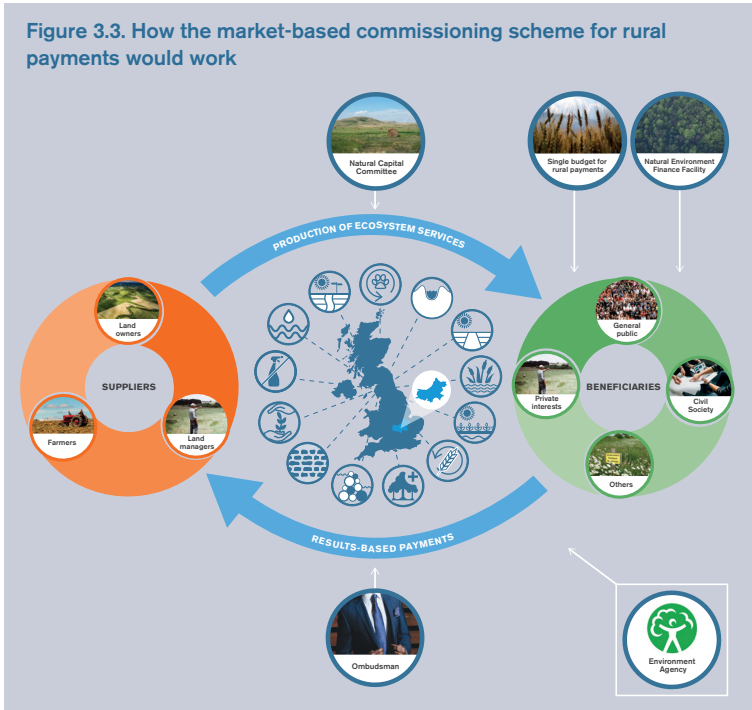 Figure 3.3. How the market-based commissioning scheme for rural
payments would work
Natural Capital
Committee
Single budget for
rural payments
Natural Environment
Finance Facility
PRODUCTION OF ECOSYSTEM SERVICES
Land
owners
SUPPLIERS
Farmers
Land
managers
General
public
Private
interests
BENEFICIARIES
Civil
Society
Others
RESULTS-BASED PAYMENTS
Ombudsman
Environment
Agency